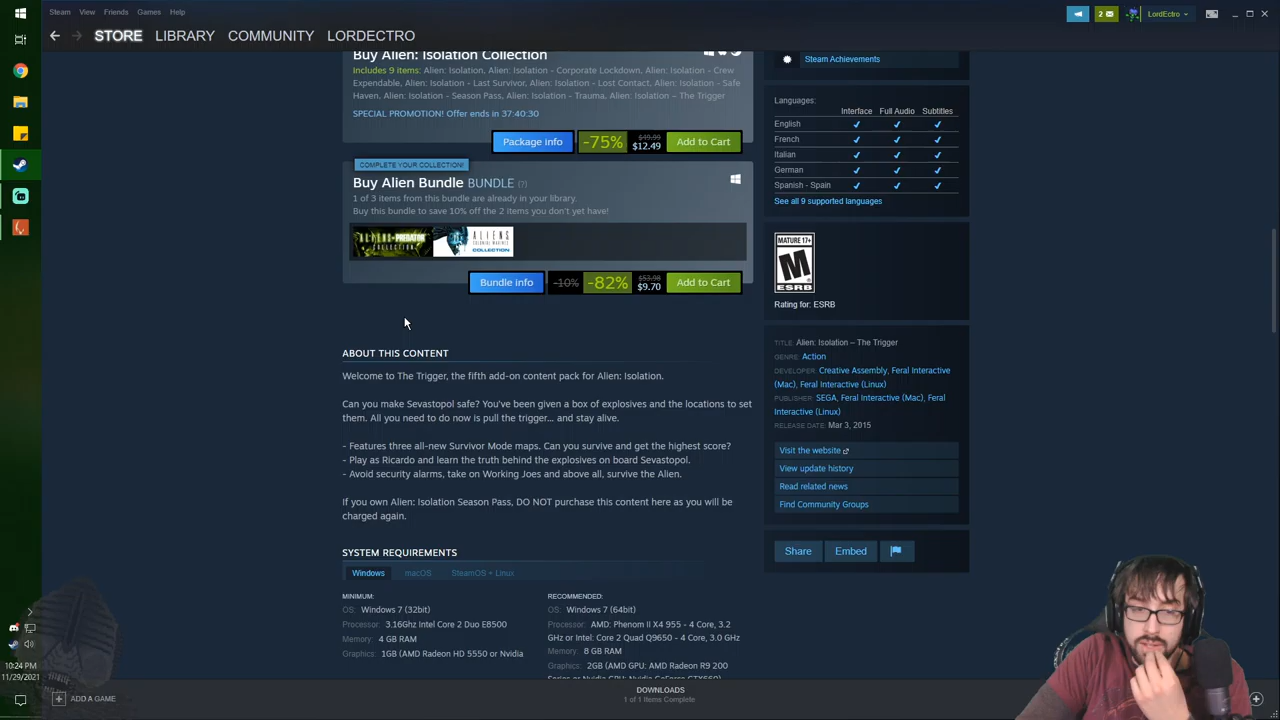 Steam View Friends Games Help
2
LordEctro
STORE LIBRARY COMMUNITY LORDECTRO
Buy Alien: Isolation Collection
Includes 9 items: Alien: Isolation, Alien: Isolation - Corporate Lockdown, Alien: Isolation - Crew
Expendable, Alien: Isolation - Last Survivor, Alien: Isolation - Lost Contact, Alien: Isolation - Safe
Haven, Alien: Isolation - Season Pass, Alien: Isolation - Trauma, Alien: Isolation – The Trigger
SPECIAL PROMOTION! Offer ends in 37:40:30
Package info
-75%
$49.99
$12.49
Add to Cart
COMPLETE YOUR COLLECTION!
Buy Alien Bundle BUNDLE (?)
1 of 3 items from this bundle are already in your library.
Buy this bundle to save 10% off the 2 items you don't yet have!
ALIENS
COLLECTION
Bundle info
-10%
-82%
$53.98
$9.70
Add to Cart
ABOUT THIS CONTENT
Welcome to The Trigger, the fifth add-on content pack for Alien: Isolation.
Can you make Sevastopol safe? You've been given a box of explosives and the locations to set
them. All you need to do now is pull the trigger... and stay alive.
- Features three all-new Survivor Mode maps. Can you survive and get the highest score?
- Play as Ricardo and learn the truth behind the explosives on board Sevastopol.
- Avoid security alarms, take on Working Joes and above all, survive the Alien.
If you own Alien: Isolation Season Pass, DO NOT purchase this content here as you will be
charged again.
SYSTEM REQUIREMENTS
Windows macOS SteamOS + Linux
MINIMUM:
OS: Windows 7 (32bit)
Processor: 3.16Ghz Intel Core 2 Duo E8500
Memory: 4 GB RAM
Graphics: 1GB (AMD Radeon HD 5550 or Nvidia
RECOMMENDED:
OS: Windows 7 (64bit)
Processor: AMD: Phenom II X4 955 - 4 Core, 3.2
GHz or Intel: Core 2 Quad Q9650 - 4 Core, 3.0 GHz
Memory: 8 GB RAM
Graphics: 2GB (AMD GPU: AMD Radeon R9 200
Series or Nvidia GPU: Nvidia GeForce GTX660)
Steam Achievements
Languages:
Interface Full Audio Subtitles
English ✔ ✔ ✔
French ✔ ✔ ✔
Italian ✔ ✔ ✔
German ✔ ✔ ✔
Spanish - Spain ✔ ✔ ✔
See all 9 supported languages
MATURE 17+
M
ESRB
Rating for: ESRB
TITLE: Alien: Isolation – The Trigger
GENRE: Action
DEVELOPER: Creative Assembly, Feral Interactive
(Mac), Feral Interactive (Linux)
PUBLISHER: SEGA, Feral Interactive (Mac), Feral
Interactive (Linux)
RELEASE DATE: Mar 3, 2015
Visit the website
View update history
Read related news
Find Community Groups
Share Embed
10:24 PM
11/29/2021
ADD A GAME
DOWNLOADS
1 of 1 Items Complete